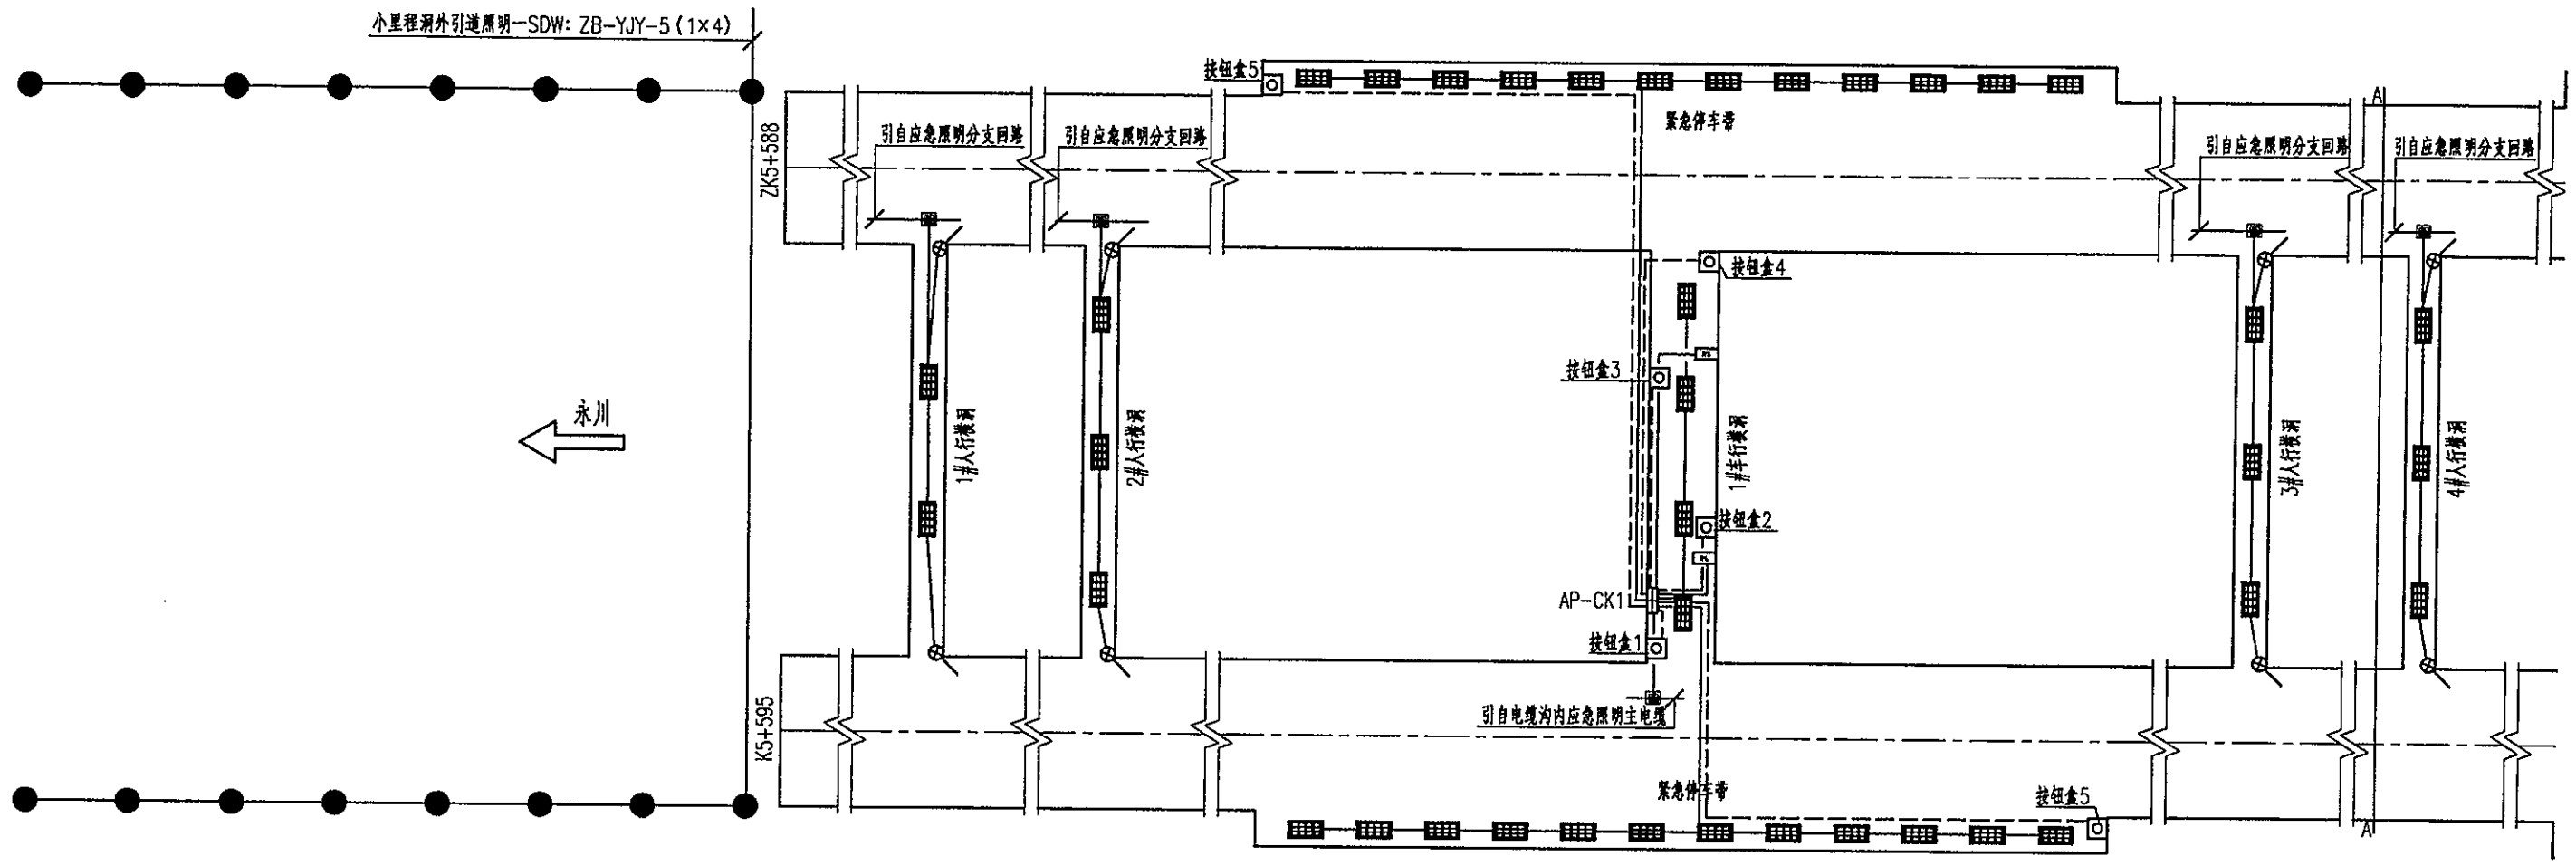 小里程洞外引道照明-SDW: ZB-YJY-5(1×4)
按钮盒5
紧急停车带
A
ZK5+588
引自应急照明分支回路
引自应急照明分支回路
引自应急照明分支回路
引自应急照明分支回路
按钮盒4
按钮盒3
永川
1#人行横洞
2#人行横洞
1#车行横洞
3#人行横洞
4#人行横洞
按钮盒2
AP-CK1
按钮盒1
引自电缆沟内应急照明主电缆
K5+595
紧急停车带
按钮盒5
A